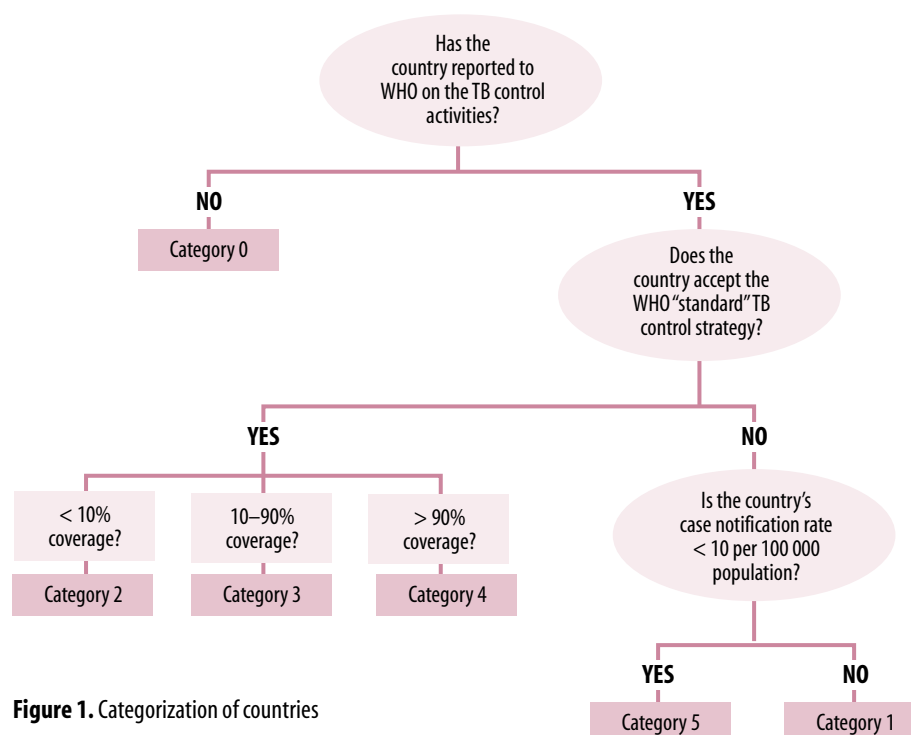 Has the
country reported to
WHO on the TB control
activities?
NO
YES
Category 0
Does the
country accept the
WHO “standard” TB
control strategy?
YES
NO
< 10%
coverage?
10–90%
coverage?
> 90%
coverage?
Is the country’s
case notification rate
< 10 per 100 000
population?
Category 2
Category 3
Category 4
YES
NO
Category 5
Category 1
Figure 1. Categorization of countries